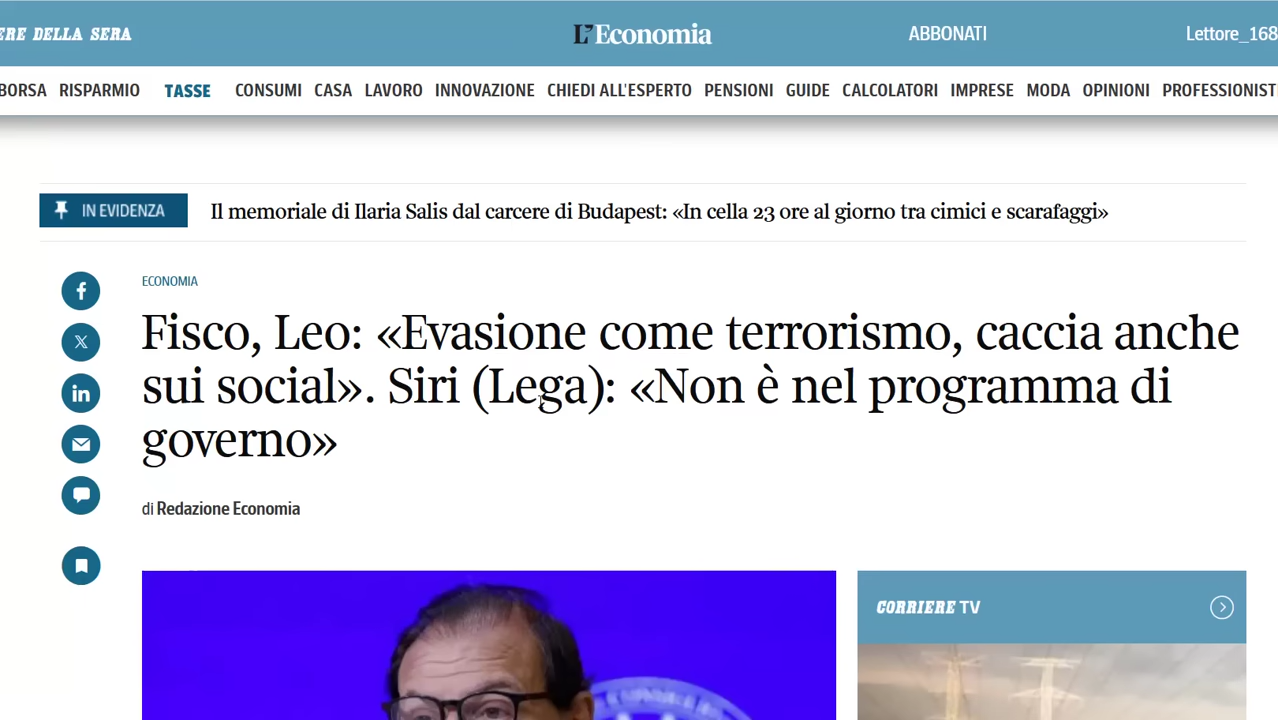 ERE DELLA SERA
L'Economia
ABBONATI
Lettore_168
BORSA RISPARMIO TASSE CONSUMI CASA LAVORO INNOVAZIONE CHIEDI ALL'ESPERTO PENSIONI GUIDE CALCOLATORI IMPRESE MODA OPINIONI PROFESSIONISTI
IN EVIDENZA
Il memoriale di Ilaria Salis dal carcere di Budapest: «In cella 23 ore al giorno tra cimici e scarafaggi»
ECONOMIA
Fisco, Leo: «Evasione come terrorismo, caccia anche
sui social». Siri (Lega): «Non è nel programma di
governo»
di Redazione Economia
CORRIERE TV